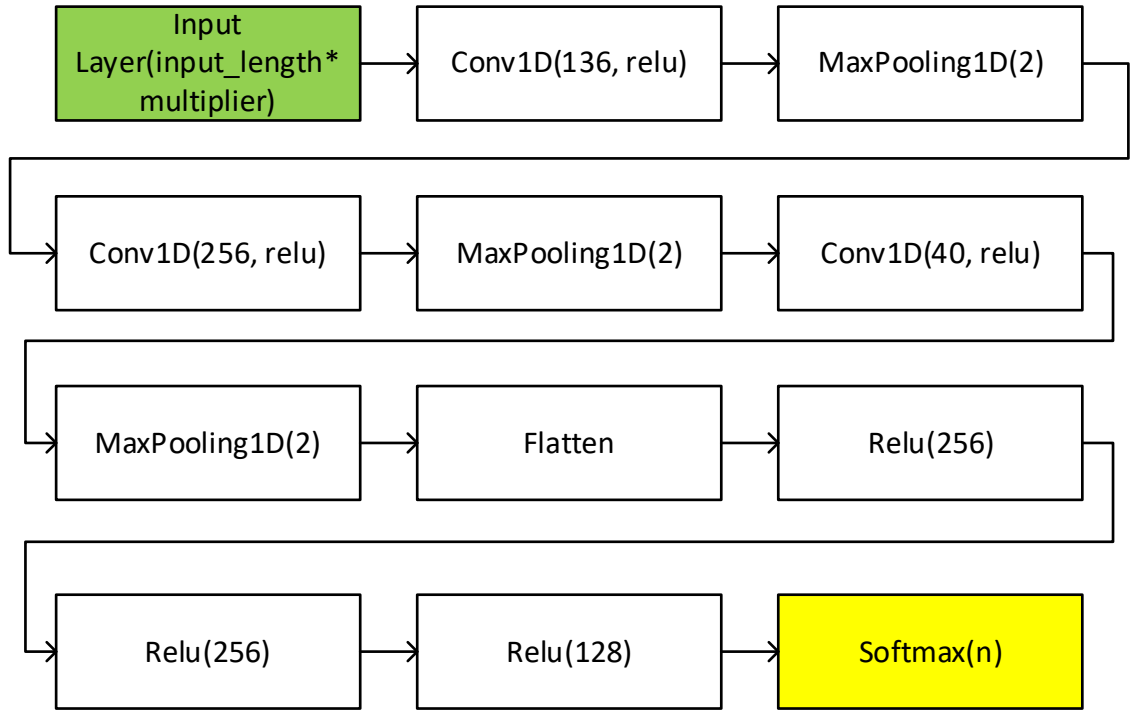 Input
Layer(input_length*
multiplier)
Conv1D(136, relu)
MaxPooling1D(2)
Conv1D(256, relu)
MaxPooling1D(2)
Conv1D(40, relu)
MaxPooling1D(2)
Flatten
Relu(256)
Relu(256)
Relu(128)
Softmax(n)